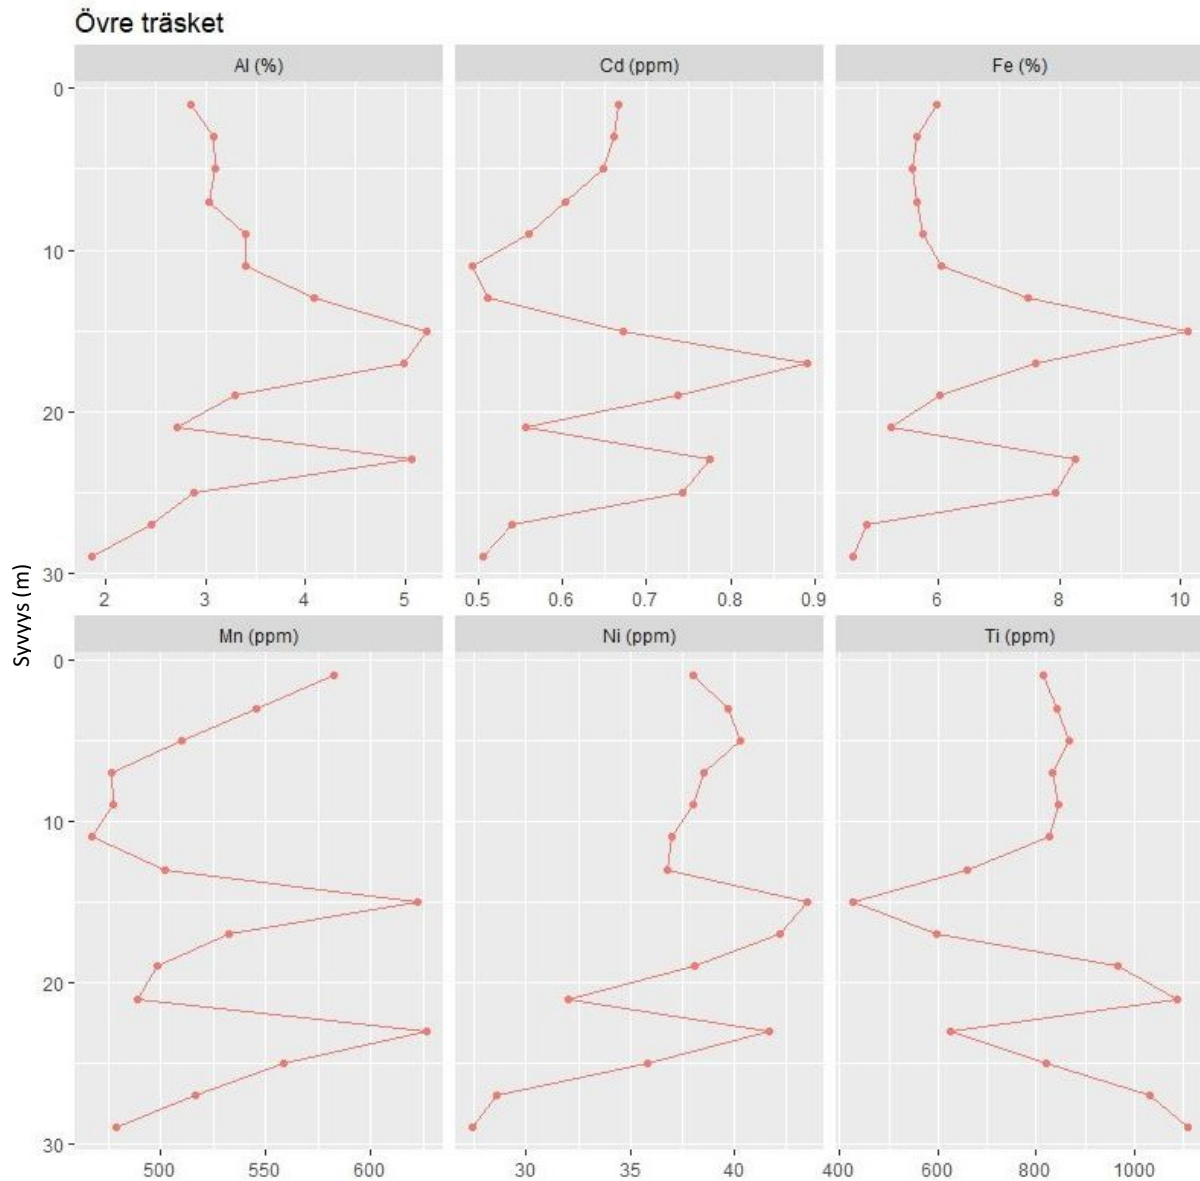 Övre träsket
Al (%)
Cd (ppm)
Fe (%)
0
10
20
30
2 3 4 5
0.5 0.6 0.7 0.8 0.9
6 8 10
Syvyys (m)
Mn (ppm)
Ni (ppm)
Ti (ppm)
0
10
20
30
500 550 600
30 35 40
400 600 800 1000